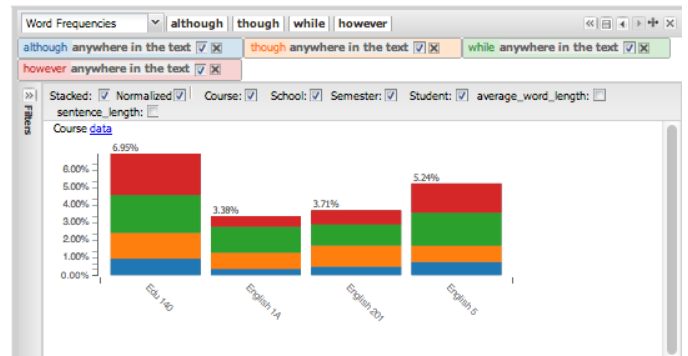 Word Frequencies although though while however
although anywhere in the text though anywhere in the text while anywhere in the text
however anywhere in the text
Filters
Stacked: Normalized Course: School: Semester: Student: average_word_length:
sentence_length:
Course data
6.95%
6.00%
5.00%
4.00%
3.00%
2.00%
1.00%
0.00%
3.38%
3.71%
5.24%
Edu 140
English 1A
English 201
English 5